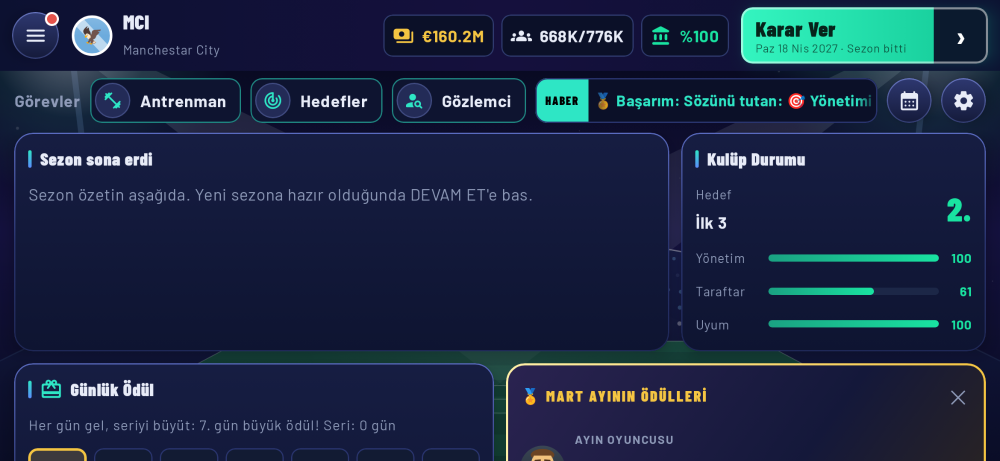 MCI
Manchestar City
€160.2M
668K/776K
%100
Karar Ver
Paz 18 Nis 2027 · Sezon bitti
Görevler
Antrenman
Hedefler
Gözlemci
HABER
🏅 Başarım: Sözünü tutan: 🎯 Yönetimi
Sezon sona erdi
Sezon özetin aşağıda. Yeni sezona hazır olduğunda DEVAM ET'e bas.
Kulüp Durumu
Hedef
İlk 3
2.
Yönetim 100
Taraftar 61
Uyum 100
Günlük Ödül
Her gün gel, seriyi büyüt: 7. gün büyük ödül! Seri: 0 gün
🏅 MART AYININ ÖDÜLLERİ
AYIN OYUNCUSU